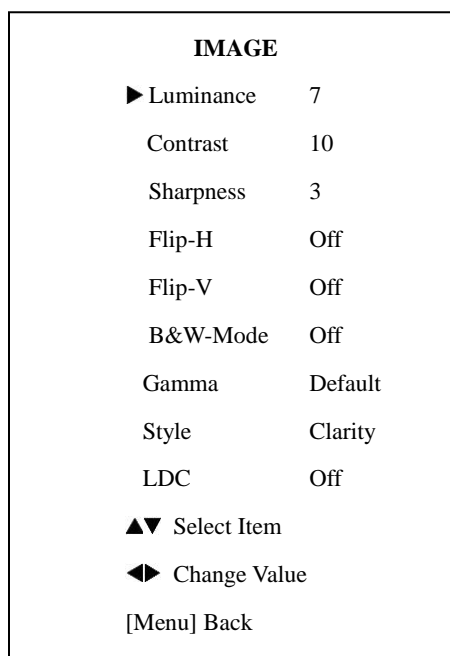 IMAGE
▶Luminance 7
Contrast 10
Sharpness 3
Flip-H Off
Flip-V Off
B&W-Mode Off
Gamma Default
Style Clarity
LDC Off
▲▼ Select Item
◀▶ Change Value
[Menu] Back